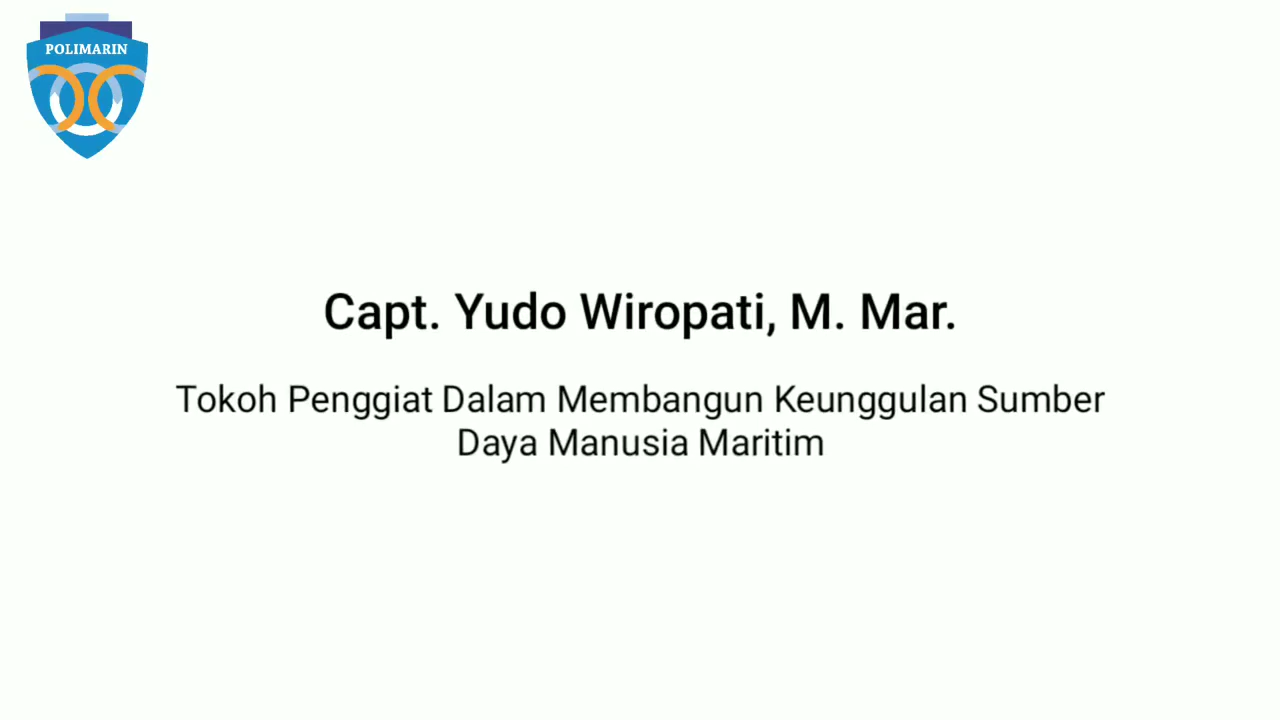 POLIMARIN
Capt. Yudo Wiropati, M. Mar.
Tokoh Penggiat Dalam Membangun Keunggulan Sumber
Daya Manusia Maritim